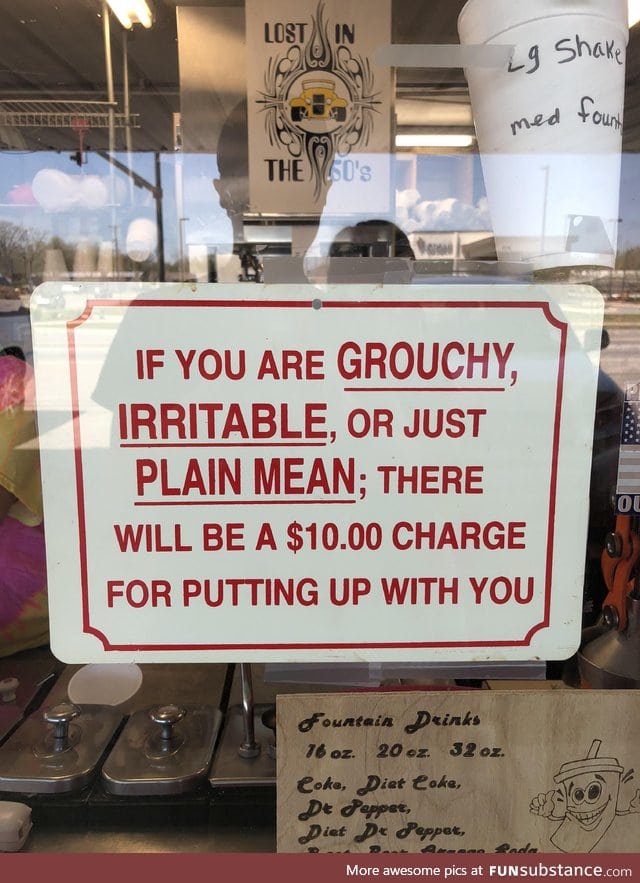 LOST IN
THE 50's
Lg Shake
med
IF YOU ARE GROUCHY,
IRRITABLE, OR JUST
PLAIN MEAN; THERE
WILL BE A $10.00 CHARGE
FOR PUTTING UP WITH YOU
Fountain Drinks
16 oz. 20 oz. 32 oz.
Coke, Diet Coke,
Dr Pepper,
Diet Dr Pepper,
More awesome pics at FUNsubstance.com